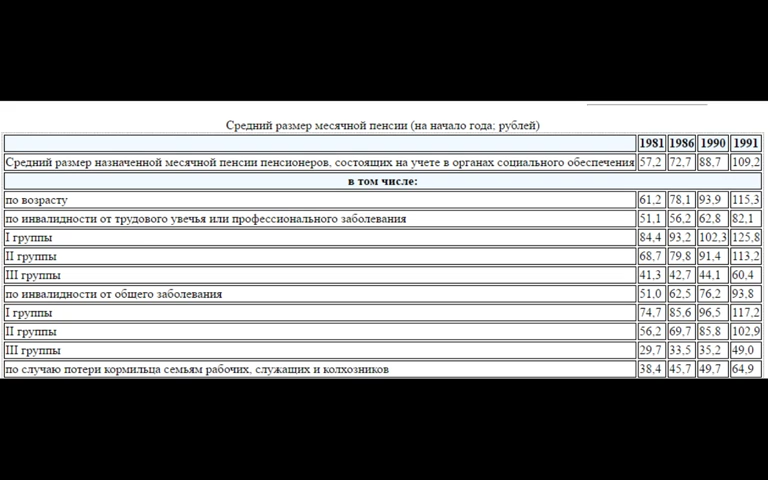 Средний размер месячной пенсии (на начало года; рублей)
1981 1986 1990 1991
Средний размер назначенной месячной пенсии пенсионеров, состоящих на учете в органах социального обеспечения 57,2 72,7 88,7 109,2
в том числе:
по возрасту 61,2 78,1 93,9 115,3
по инвалидности от трудового увечья или профессионального заболевания 51,1 56,2 62,8 82,1
I группы 84,4 93,2 102,3 125,8
II группы 68,7 79,8 91,4 113,2
III группы 41,3 42,7 44,1 60,4
по инвалидности от общего заболевания 51,0 62,5 76,2 93,8
I группы 74,7 85,6 96,5 117,2
II группы 56,2 69,7 85,8 102,9
III группы 29,7 33,5 35,2 49,0
по случаю потери кормильца семьям рабочих, служащих и колхозников 38,4 45,7 49,7 64,9